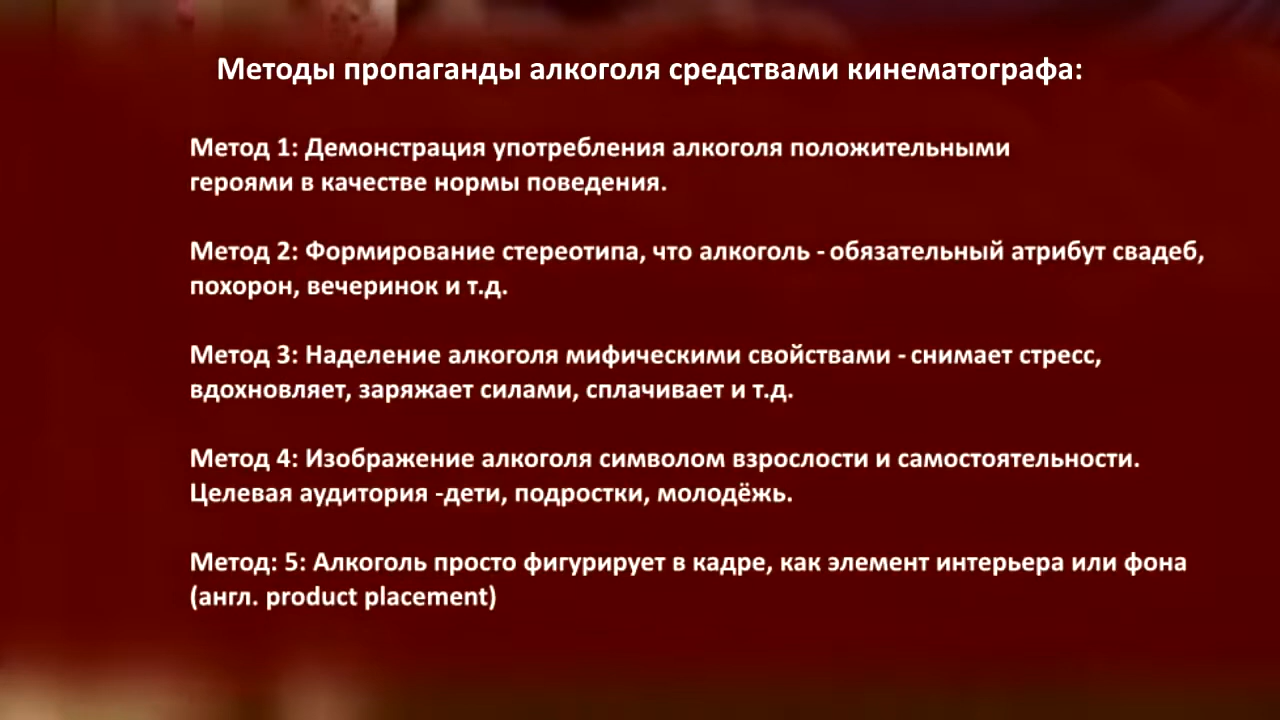 Методы пропаганды алкоголя средствами кинематографа:
Метод 1: Демонстрация употребления алкоголя положительными
героями в качестве нормы поведения.
Метод 2: Формирование стереотипа, что алкоголь - обязательный атрибут свадеб,
похорон, вечеринок и т.д.
Метод 3: Наделение алкоголя мифическими свойствами - снимает стресс,
вдохновляет, заряжает силами, сплачивает и т.д.
Метод 4: Изображение алкоголя символом взрослости и самостоятельности.
Целевая аудитория -дети, подростки, молодёжь.
Метод: 5: Алкоголь просто фигурирует в кадре, как элемент интерьера или фона
(англ. product placement)